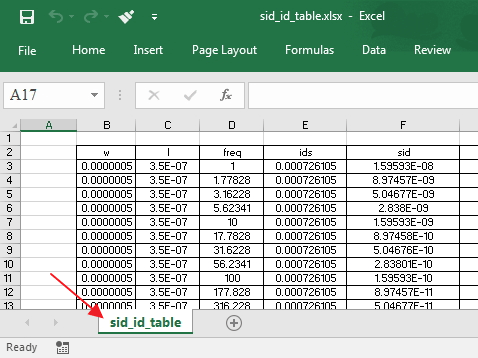 sid_id_table.xlsx - Excel
File Home Insert Page Layout Formulas Data Review
A17 fx
A B C D E F
1
2 w l freq ids sid
3 0.0000005 3.5E-07 1 0.000726105 1.59593E-08
4 0.0000005 3.5E-07 1.77828 0.000726105 8.97457E-09
5 0.0000005 3.5E-07 3.16228 0.000726105 5.04677E-09
6 0.0000005 3.5E-07 5.62341 0.000726105 2.838E-09
7 0.0000005 3.5E-07 10 0.000726105 1.59593E-09
8 0.0000005 3.5E-07 17.7828 0.000726105 8.97458E-10
9 0.0000005 3.5E-07 31.6228 0.000726105 5.04676E-10
10 0.0000005 3.5E-07 56.2341 0.000726105 2.83801E-10
11 0.0000005 3.5E-07 100 0.000726105 1.59593E-10
12 0.0000005 3.5E-07 177.828 0.000726105 8.97457E-11
13 0.0000005 3.5E-07 316.228 0.000726105 5.04677E-11
sid_id_table
Ready